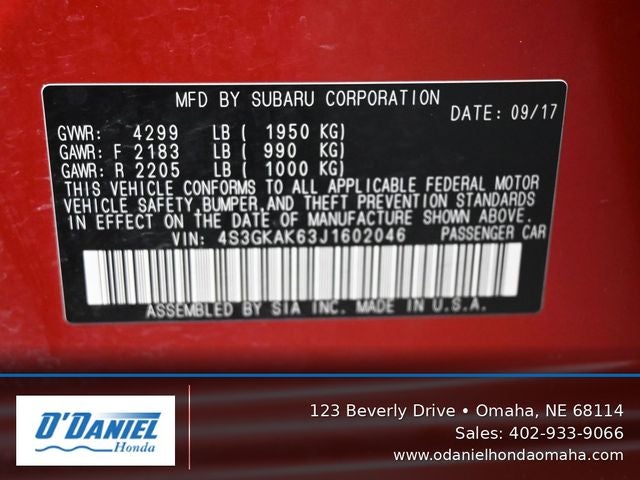 MFD BY SUBARU CORPORATION
DATE: 09/17
GVWR: 4299 LB ( 1950 KG)
GAWR: F 2183 LB ( 990 KG)
GAWR: R 2205 LB ( 1000 KG)
THIS VEHICLE CONFORMS TO ALL APPLICABLE FEDERAL MOTOR
VEHICLE SAFETY,BUMPER,AND THEFT PREVENTION STANDARDS
IN EFFECT ON THE DATE OF MANUFACTURE SHOWN ABOVE.
VIN: 4S3GKAK63J1602046 PASSENGER CAR
ASSEMBLED BY SIA INC. MADE IN U.S.A.
O'DANIEL
Honda
123 Beverly Drive • Omaha, NE 68114
Sales: 402-933-9066
www.odanielhondaomaha.com